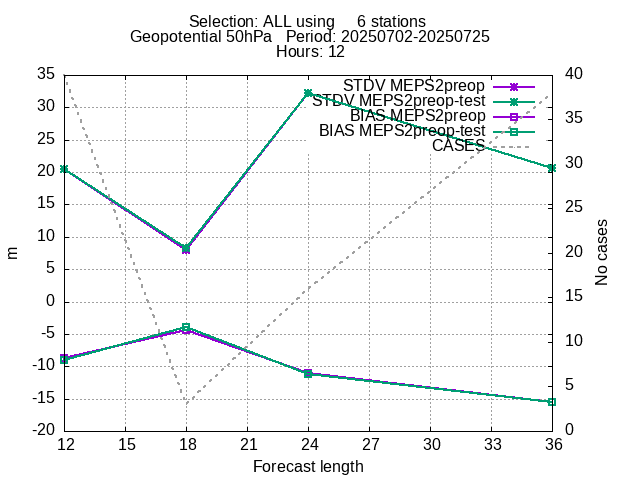 Selection: ALL using     6 stations
Geopotential 50hPa   Period: 20250702-20250725
Hours: 12
35 40
STDV MEPS2preop
30 35
STDV MEPS2preop-test
BIAS MEPS2preop
25 30
BIAS MEPS2preop-test
CASES
20 25
15 20
10 15
5 10
0 5
-5 0
-10
-15
-20
m
No cases
12 15 18 21 24 27 30 33 36
Forecast length